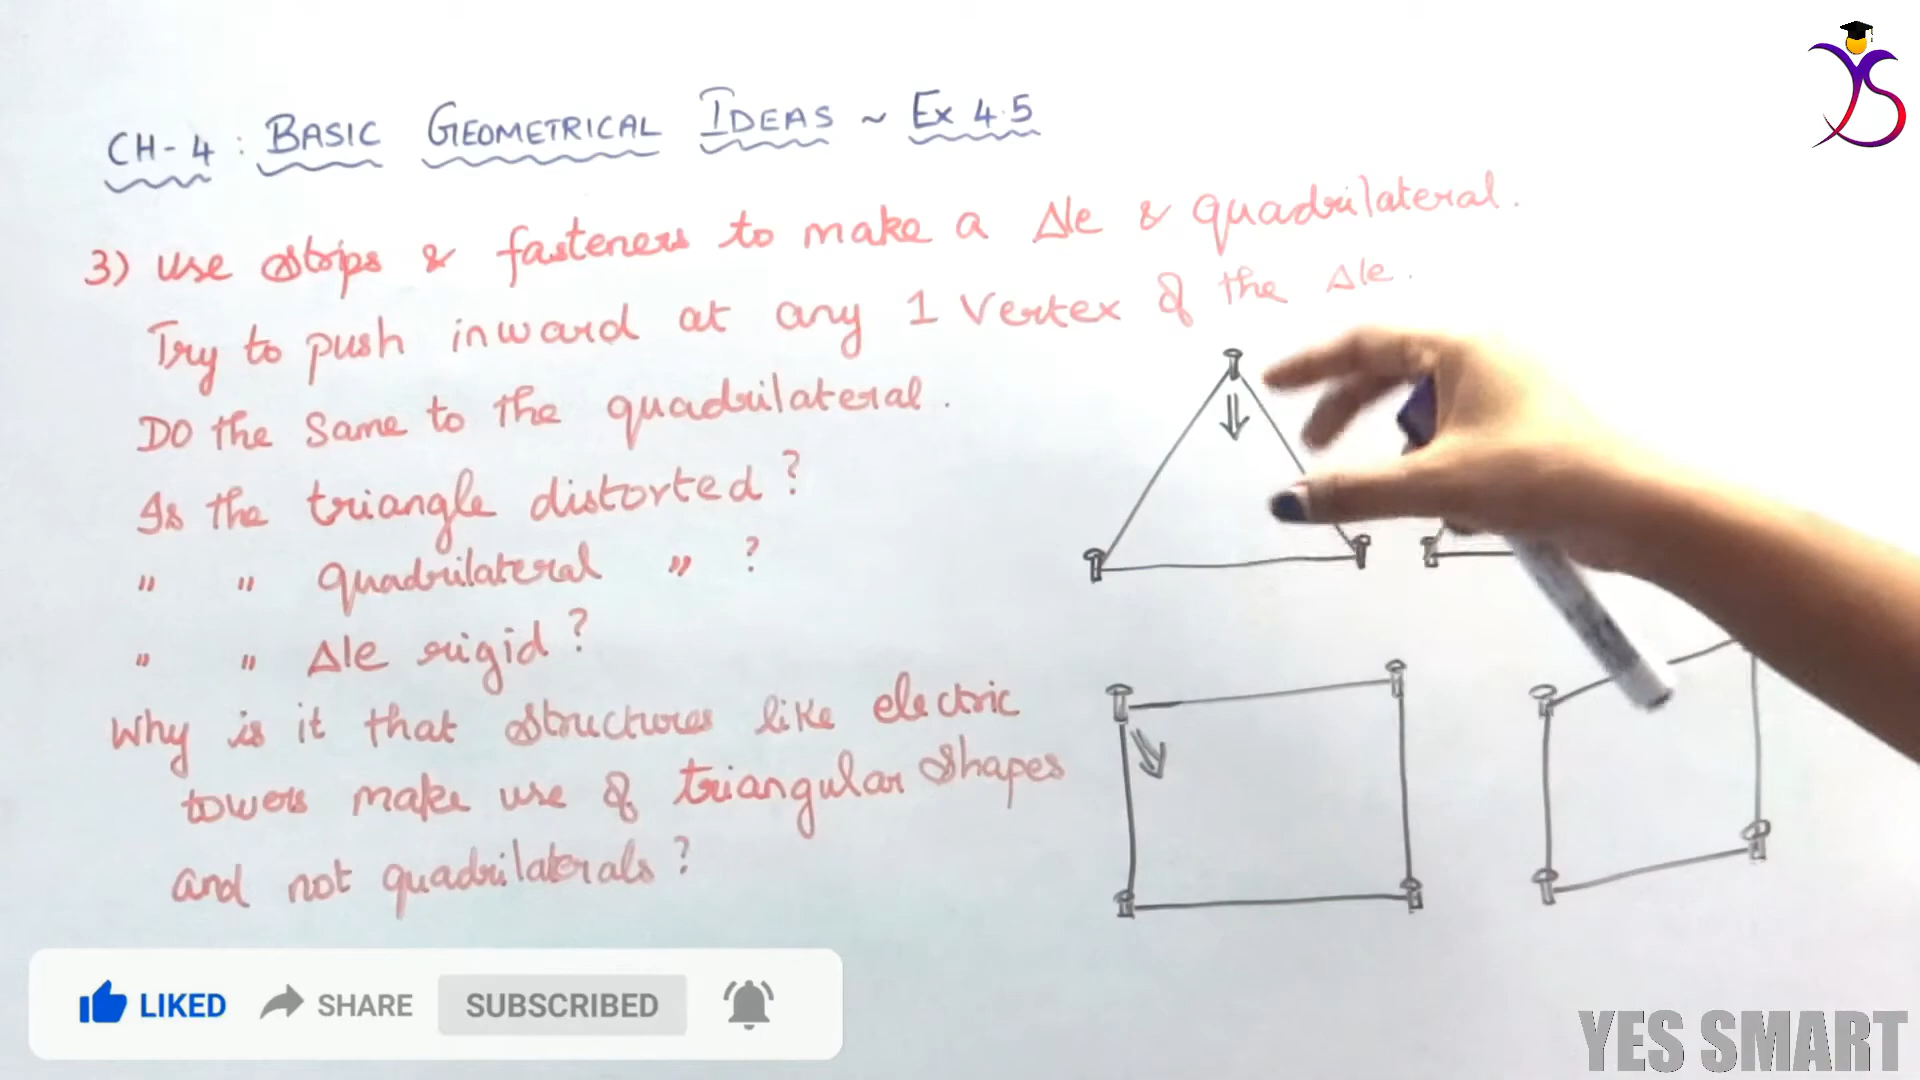 CH-4 : BASIC GEOMETRICAL IDEAS ~ Ex 4.5
3) Use strips & fasteners to make a Δle & quadrilateral.
Try to push inward at any 1 vertex of the Δle.
Do the same to the quadrilateral.
Is the triangle distorted?
" " quadrilateral " ?
" " Δle rigid?
Why is it that structures like electric
towers make use of triangular shapes
and not quadrilaterals?
LIKED SHARE SUBSCRIBED
YES SMART